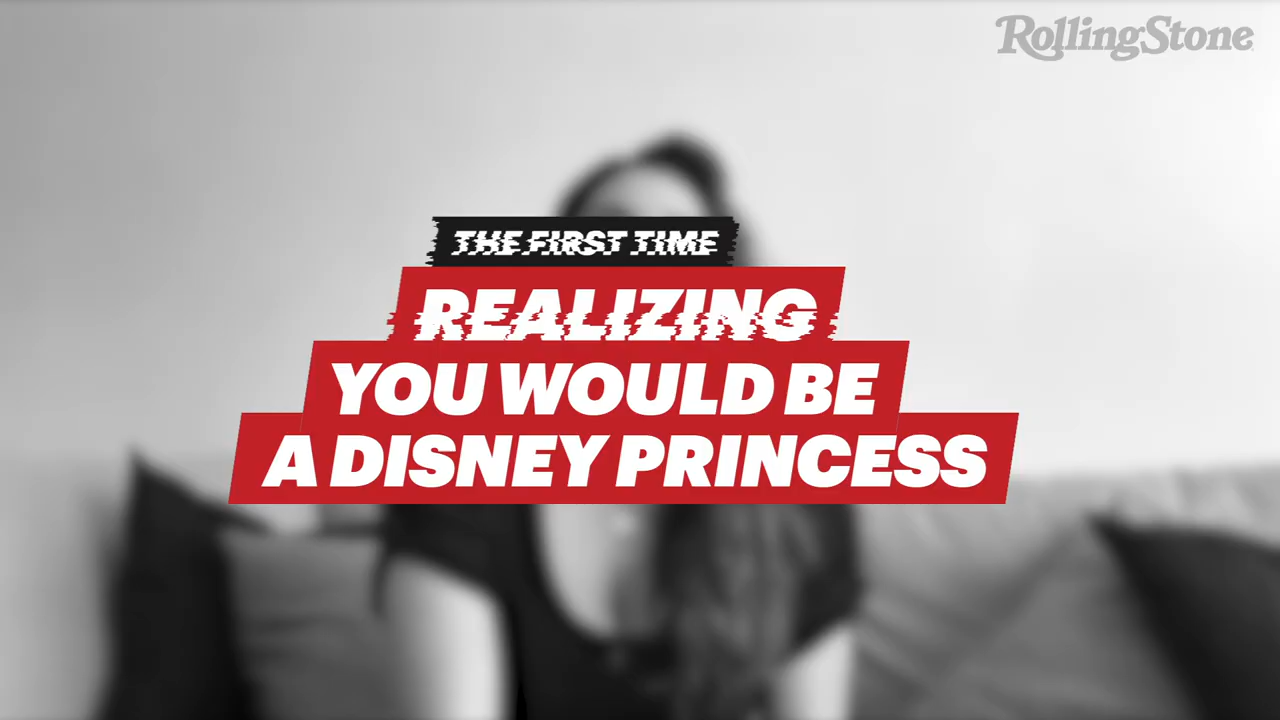 RollingStone
THE FIRST TIME
REALIZING
YOU WOULD BE
A DISNEY PRINCESS